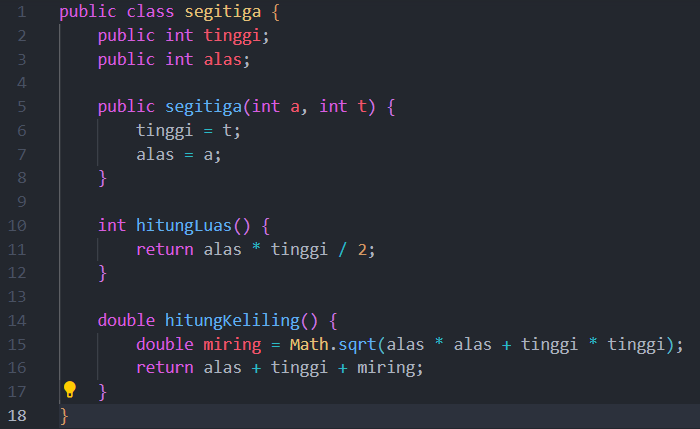 1 public class segitiga {
2 public int tinggi;
3 public int alas;
4
5 public segitiga(int a, int t) {
6 tinggi = t;
7 alas = a;
8 }
9
10 int hitungLuas() {
11 return alas * tinggi / 2;
12 }
13
14 double hitungKeliling() {
15 double miring = Math.sqrt(alas * alas + tinggi * tinggi);
16 return alas + tinggi + miring;
17 }
18 }